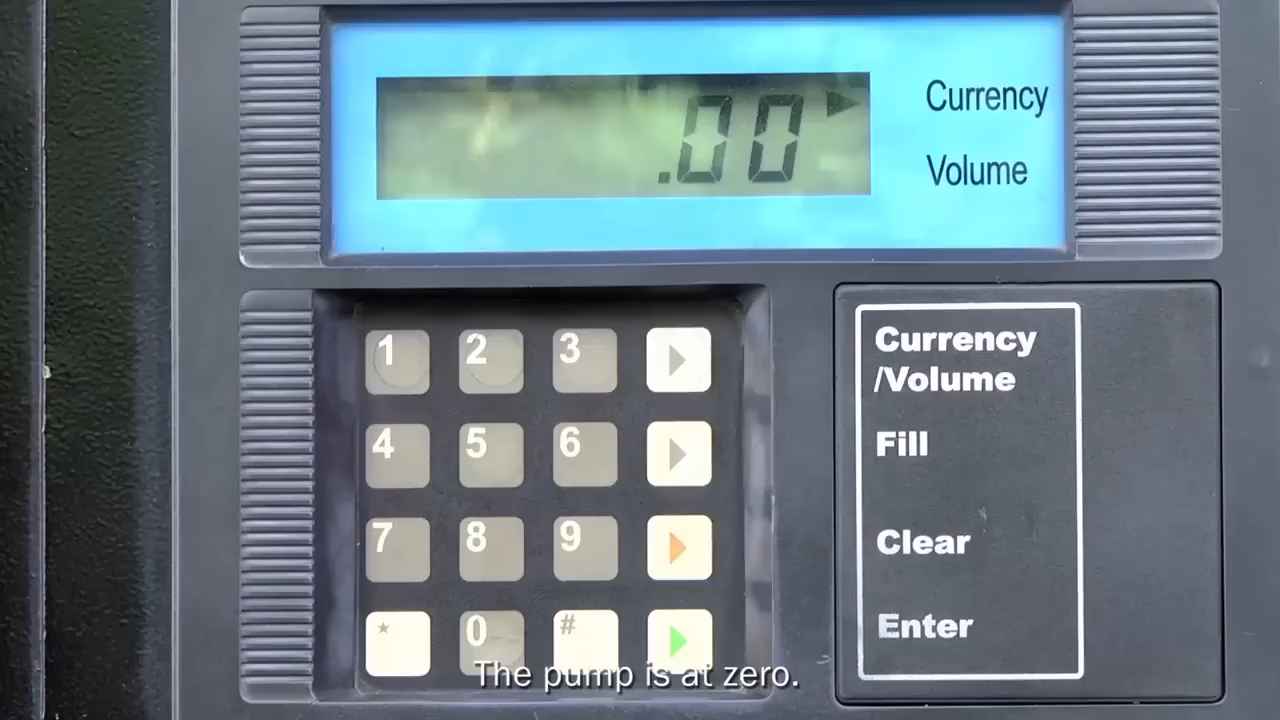 .00
Currency
Volume
1 2 3
4 5 6
7 8 9
* 0 #
Currency
/Volume
Fill
Clear
Enter
The pump is at zero.